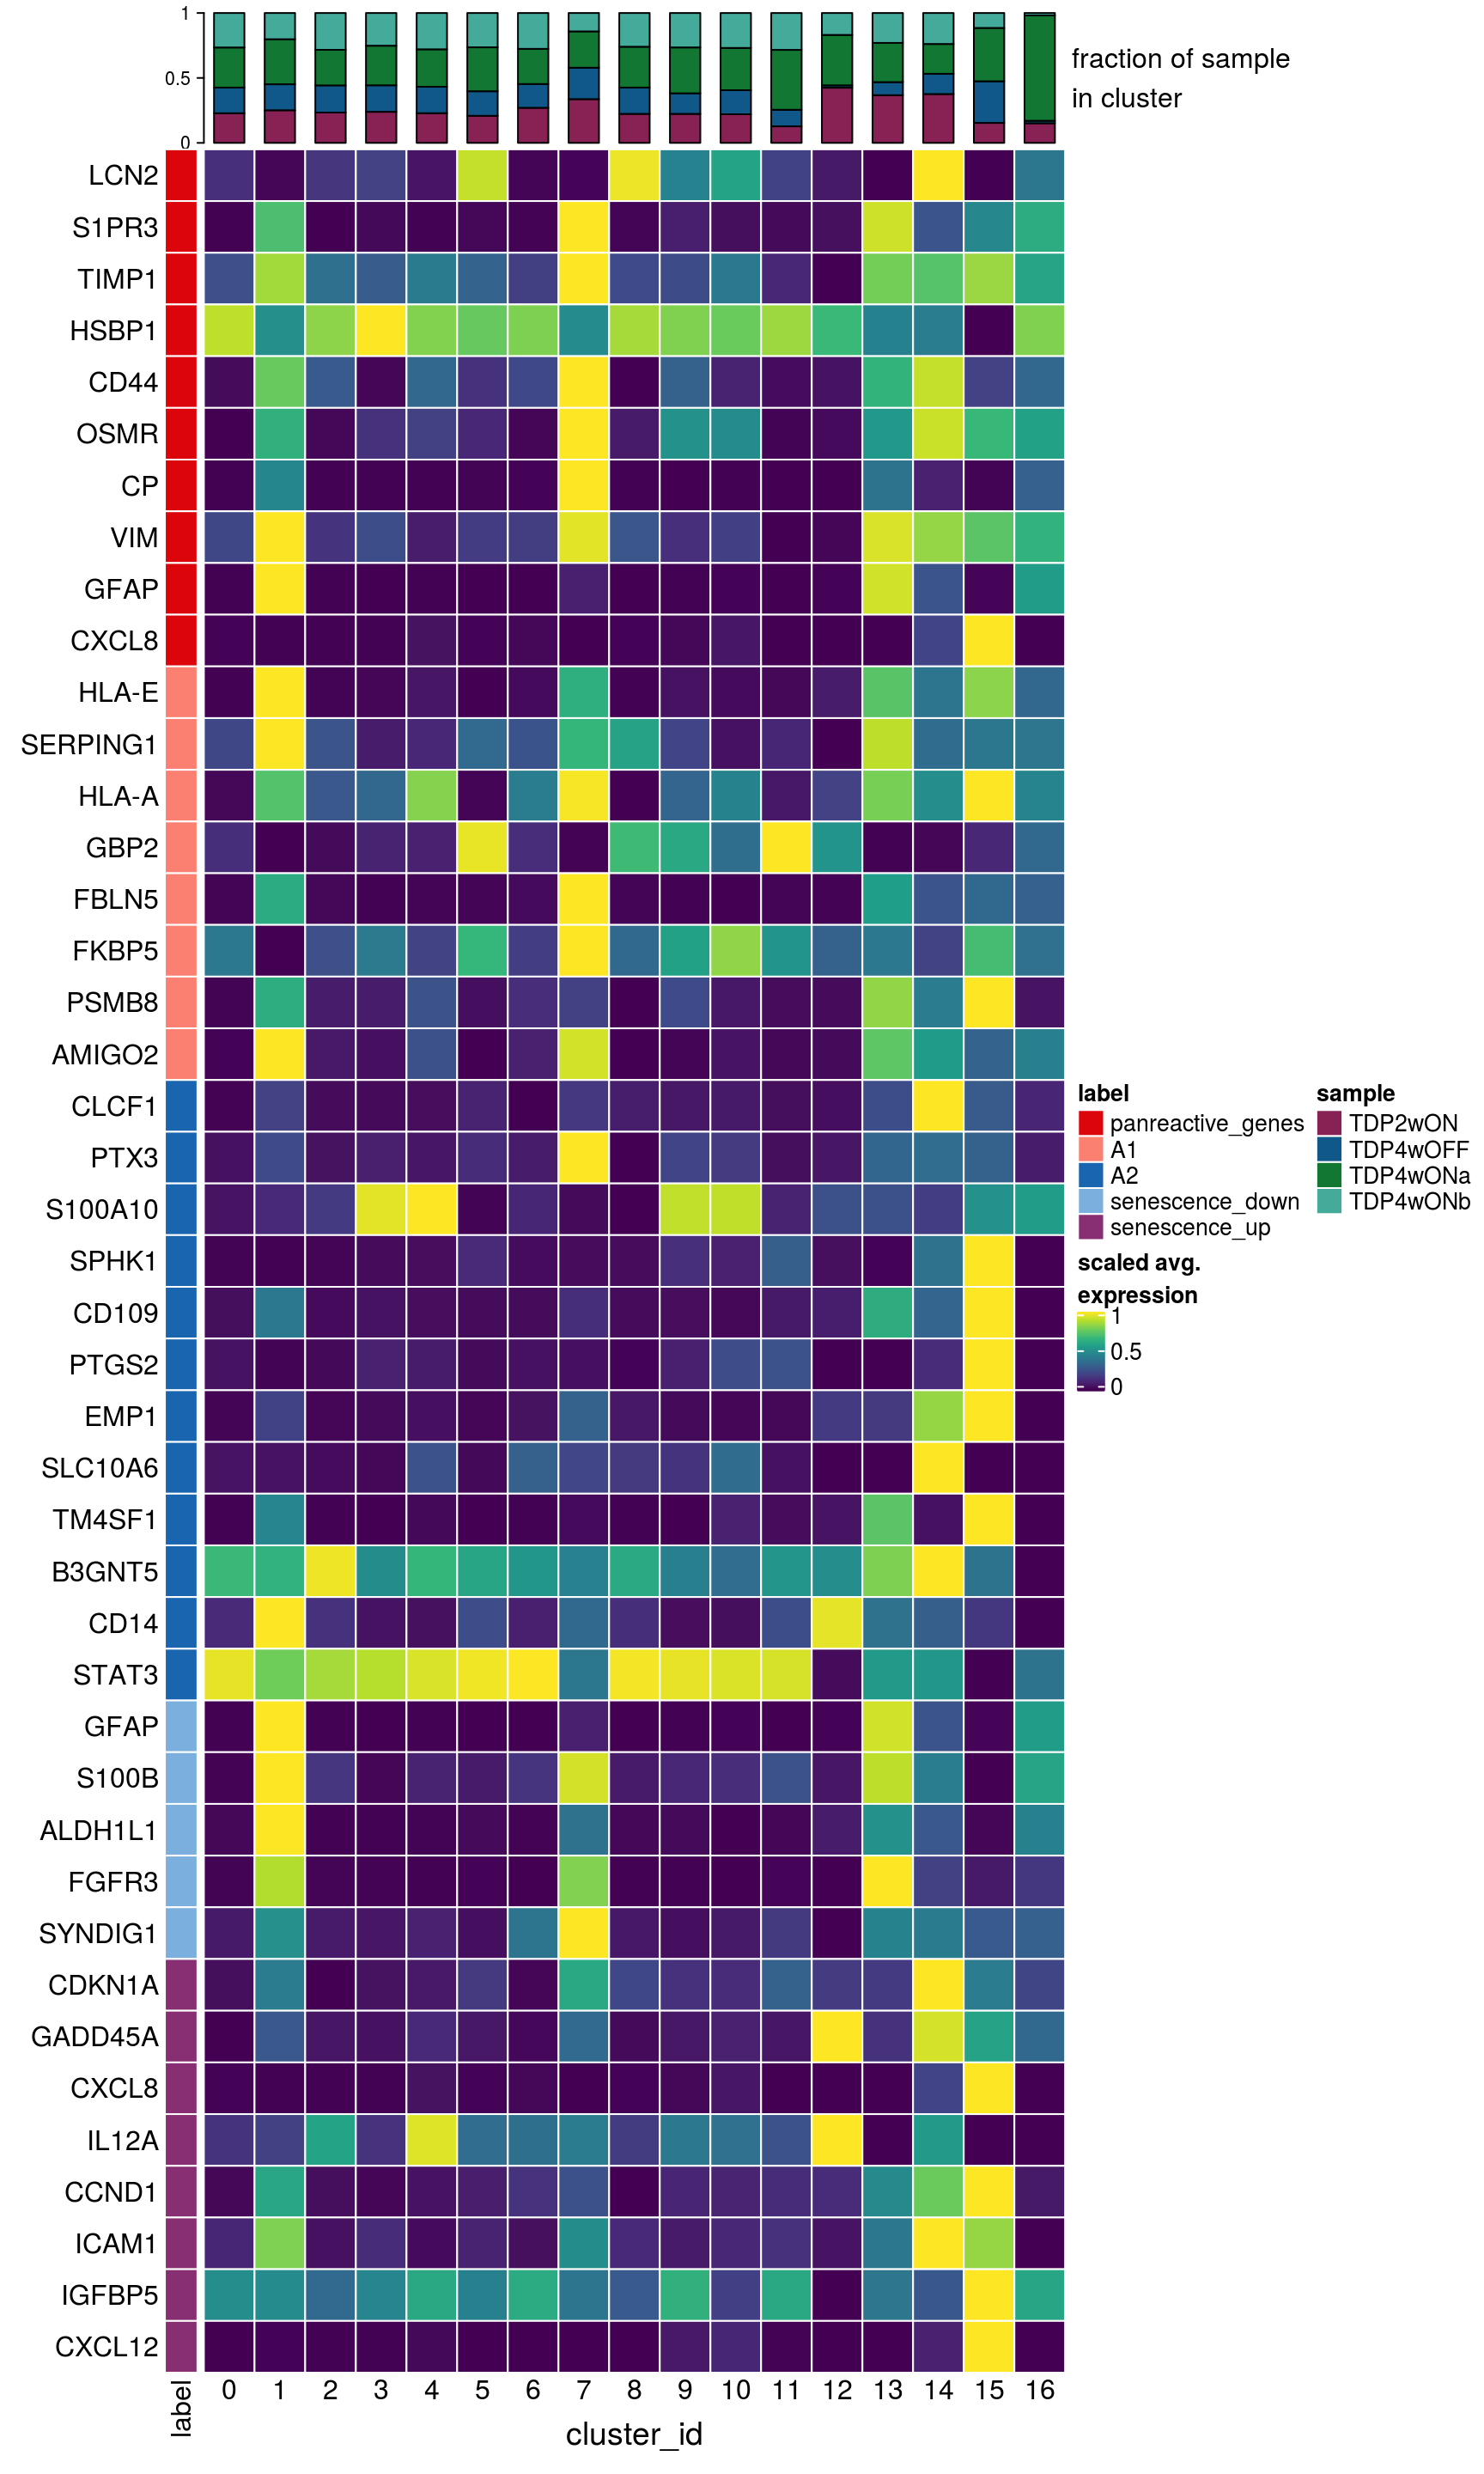 1
0.5
0
fraction of sample
in cluster
LCN2
S1PR3
TIMP1
HSBP1
CD44
OSMR
CP
VIM
GFAP
CXCL8
HLA-E
SERPING1
HLA-A
GBP2
FBLN5
FKBP5
PSMB8
AMIGO2
CLCF1
PTX3
S100A10
SPHK1
CD109
PTGS2
EMP1
SLC10A6
TM4SF1
B3GNT5
CD14
STAT3
GFAP
S100B
ALDH1L1
FGFR3
SYNDIG1
CDKN1A
GADD45A
CXCL8
IL12A
CCND1
ICAM1
IGFBP5
CXCL12
label
0 1 2 3 4 5 6 7 8 9 10 11 12 13 14 15 16
cluster_id
label
panreactive_genes
A1
A2
senescence_down
senescence_up
sample
TDP2wON
TDP4wOFF
TDP4wONa
TDP4wONb
scaled avg.
expression
1
0.5
0